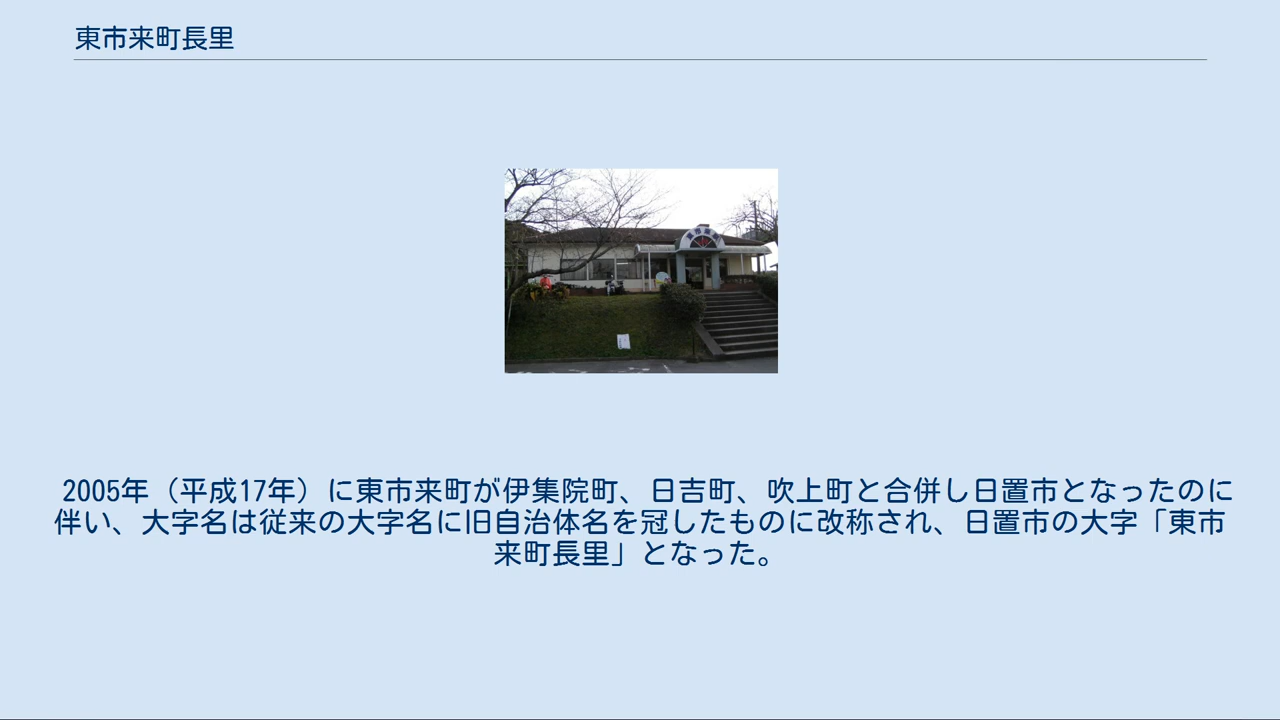 東市来町長里
2005年（平成17年）に東市来町が伊集院町、日吉町、吹上町と合併し日置市となったのに
伴い、大字名は従来の大字名に旧自治体名を冠したものに改称され、日置市の大字「東市
来町長里」となった。